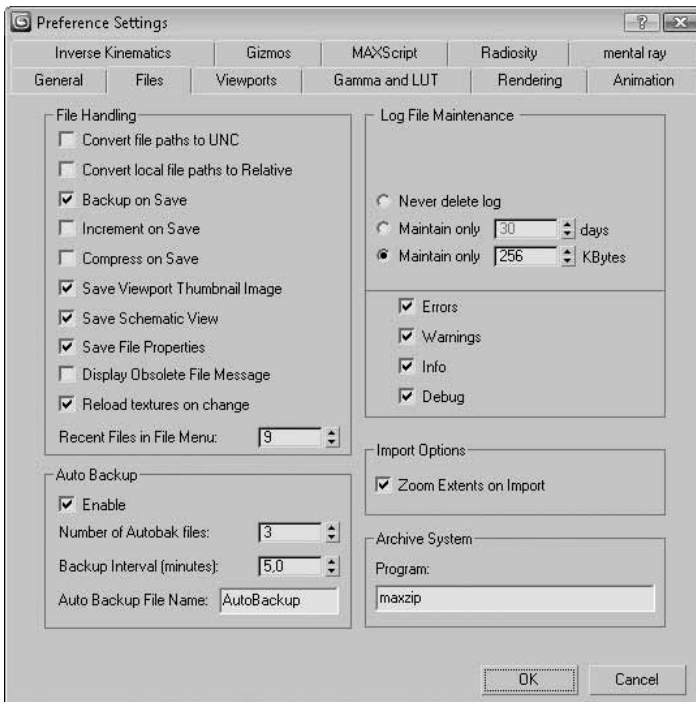 Preference Settings
Inverse Kinematics Gizmos MAXScript Radiosity mental ray
General Files Viewports Gamma and LUT Rendering Animation
File Handling
Convert file paths to UNC
Convert local file paths to Relative
Backup on Save
Increment on Save
Compress on Save
Save Viewport Thumbnail Image
Save Schematic View
Save File Properties
Display Obsolete File Message
Reload textures on change
Recent Files in File Menu: 9
Auto Backup
Enable
Number of Autobak files: 3
Backup Interval (minutes): 5,0
Auto Backup File Name: AutoBackup
Log File Maintenance
Never delete log
Maintain only 30 days
Maintain only 256 KBytes
Errors
Warnings
Info
Debug
Import Options
Zoom Extents on Import
Archive System
Program:
maxzip
OK Cancel